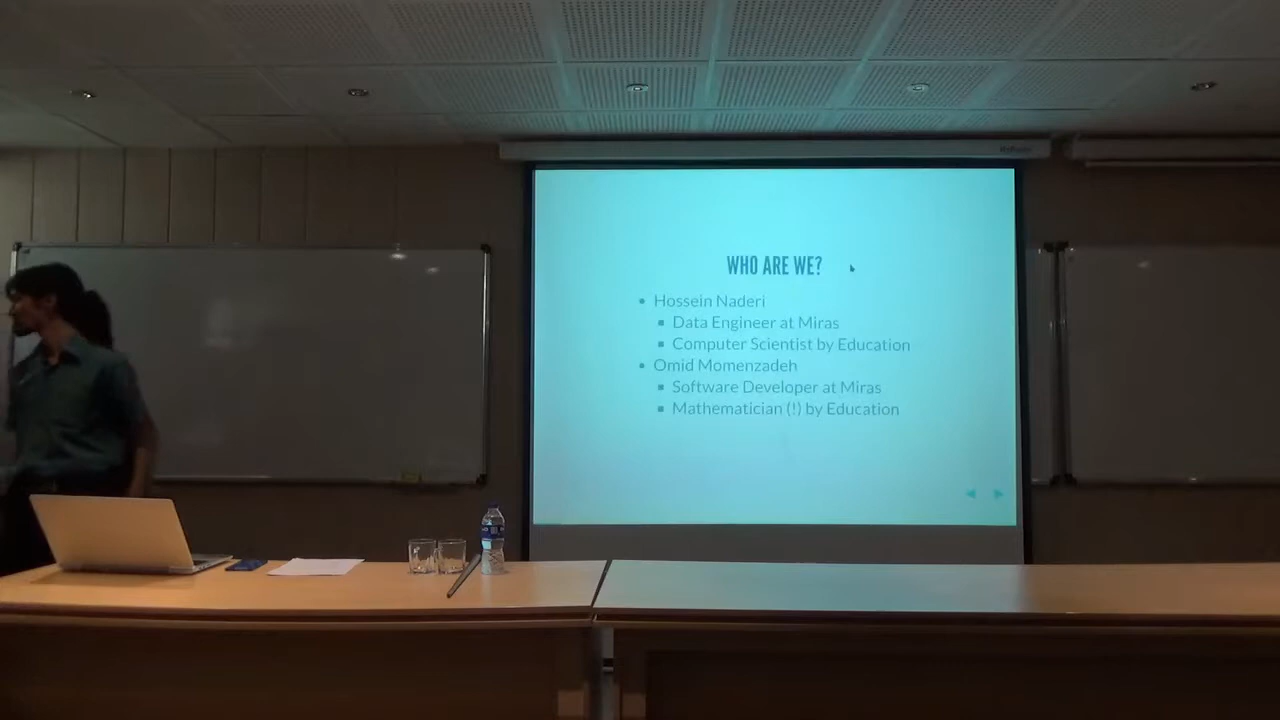 WHO ARE WE?
Hossein Naderi
Data Engineer at Miras
Computer Scientist by Education
Omid Momenzadeh
Software Developer at Miras
Mathematician (!) by Education